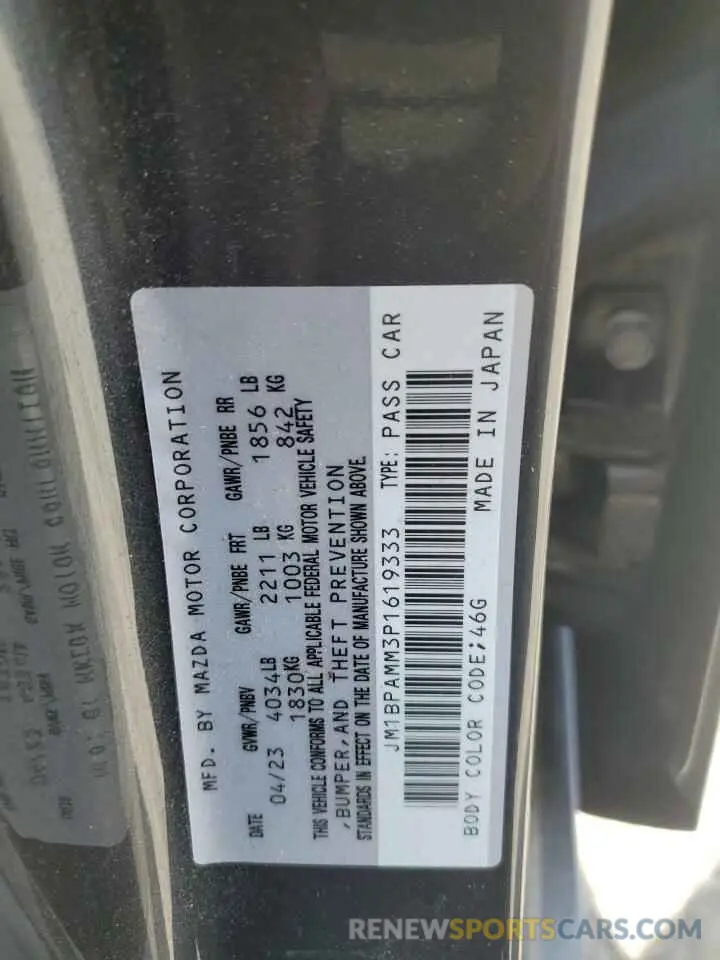 MFD. BY MAZDA MOTOR CORPORATION
DATE GVWR/PNBV GAWR/PNBE FRT GAWR/PNBE RR
04/23 4034LB 2211 LB 1856 LB
1830KG 1003 KG 842 KG
THIS VEHICLE CONFORMS TO ALL APPLICABLE FEDERAL MOTOR VEHICLE SAFETY
,BUMPER,AND THEFT PREVENTION
STANDARDS IN EFFECT ON THE DATE OF MANUFACTURE SHOWN ABOVE.
JM1BPAMM3P1619333 TYPE: PASS CAR
BODY COLOR CODE;46G MADE IN JAPAN
RENEWSPORTSCARS.COM